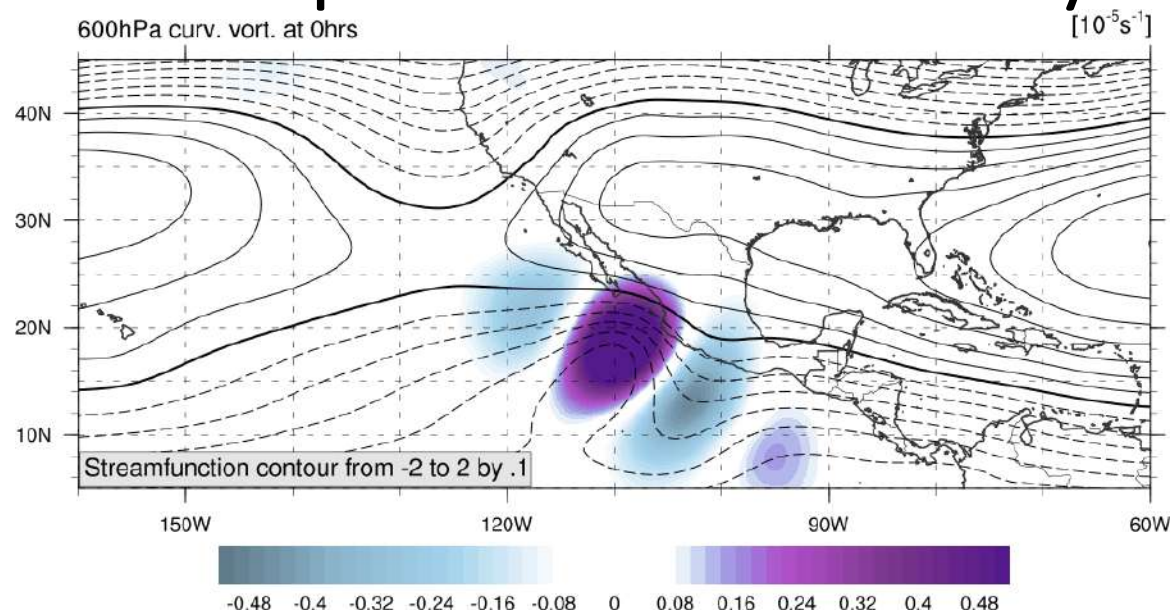 600hPa curv. vort. at 0hrs
[10⁻⁵s⁻¹]
40N
30N
20N
10N
Streamfunction contour from -2 to 2 by .1
150W 120W 90W 60W
-0.48 -0.4 -0.32 -0.24 -0.16 -0.08 0 0.08 0.16 0.24 0.32 0.4 0.48